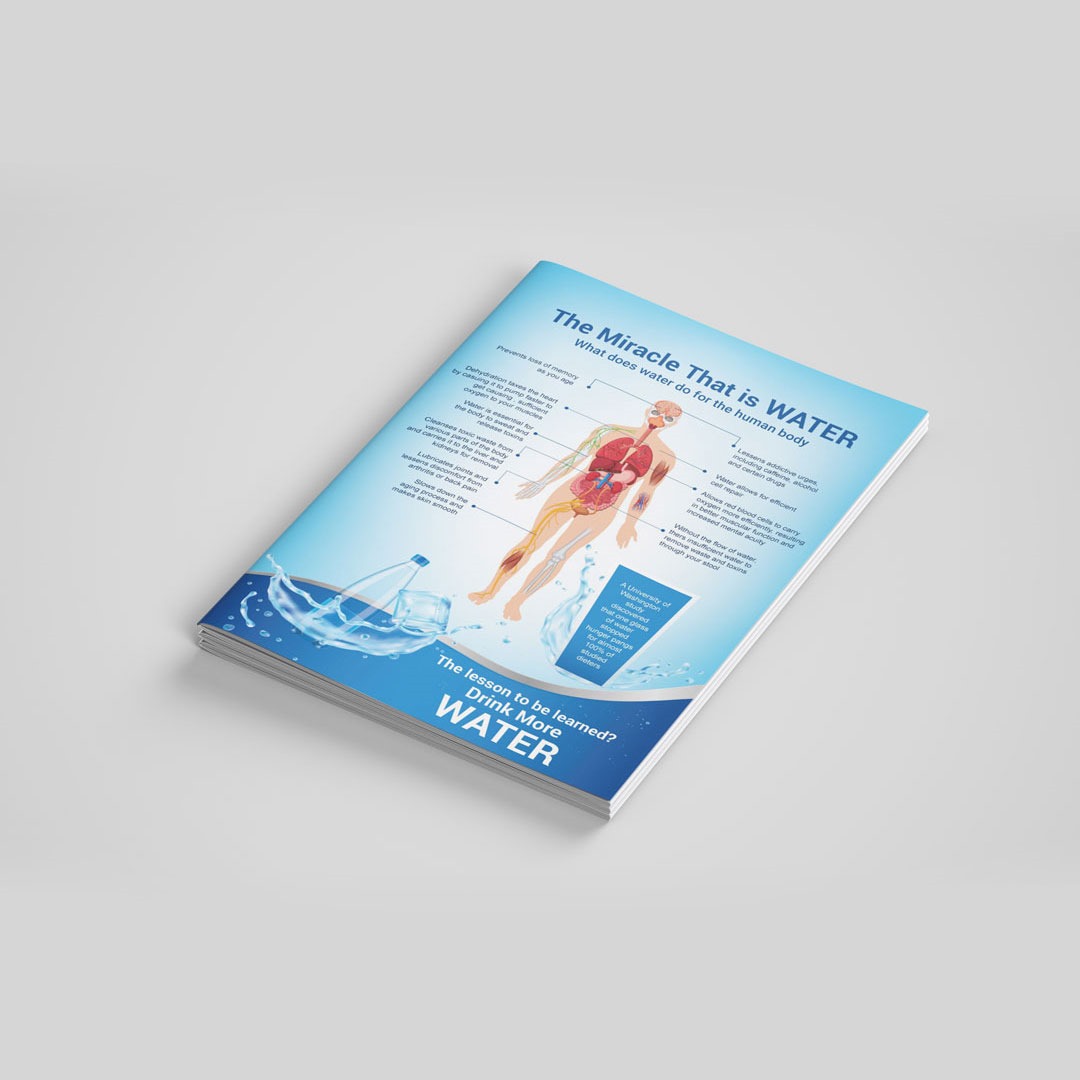 The Miracle That is WATER
What does water do for the human body
Prevents loss of memory
as you age
Dehydration taxes the heart
by casuing it to pump faster to
get causing , sufficient
oxygen to your muscles
Water is essential for
the body to sweat and
release toxins
Cleanses toxic waste from
various parts of the body
and carries it to the liver and
kidneys for removal
Lubricates joints and
lessens discomfort from
arthritis or back pain
Slows down the
aging process and
makes skin smooth
Lessens addictive urges,
including caffeine, alcohol
and certain drugs
Water allows for efficient
cell repair
Allows red blood cells to carry
oxygen more efficiently, resulting
in better muscular function and
increased mental acuity
Without the flow of water
thers insufficient water to
remove waste and toxins
through your stool
A University of
Washington
study
discovered
that one glass
of water
stopped
hunger pangs
for almost
100% of
studied
dieters
The lesson to be learned?
Drink More
WATER